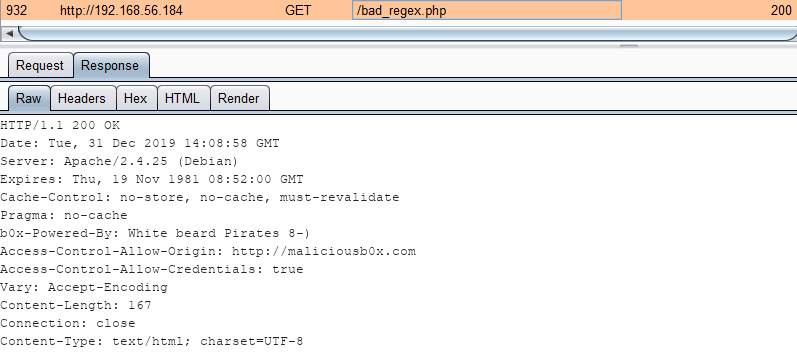 932 http://192.168.56.184 GET /bad_regex.php 200
Request Response
Raw Headers Hex HTML Render
HTTP/1.1 200 OK
Date: Tue, 31 Dec 2019 14:08:58 GMT
Server: Apache/2.4.25 (Debian)
Expires: Thu, 19 Nov 1981 08:52:00 GMT
Cache-Control: no-store, no-cache, must-revalidate
Pragma: no-cache
b0x-Powered-By: White beard Pirates 8-)
Access-Control-Allow-Origin: http://maliciousb0x.com
Access-Control-Allow-Credentials: true
Vary: Accept-Encoding
Content-Length: 167
Connection: close
Content-Type: text/html; charset=UTF-8